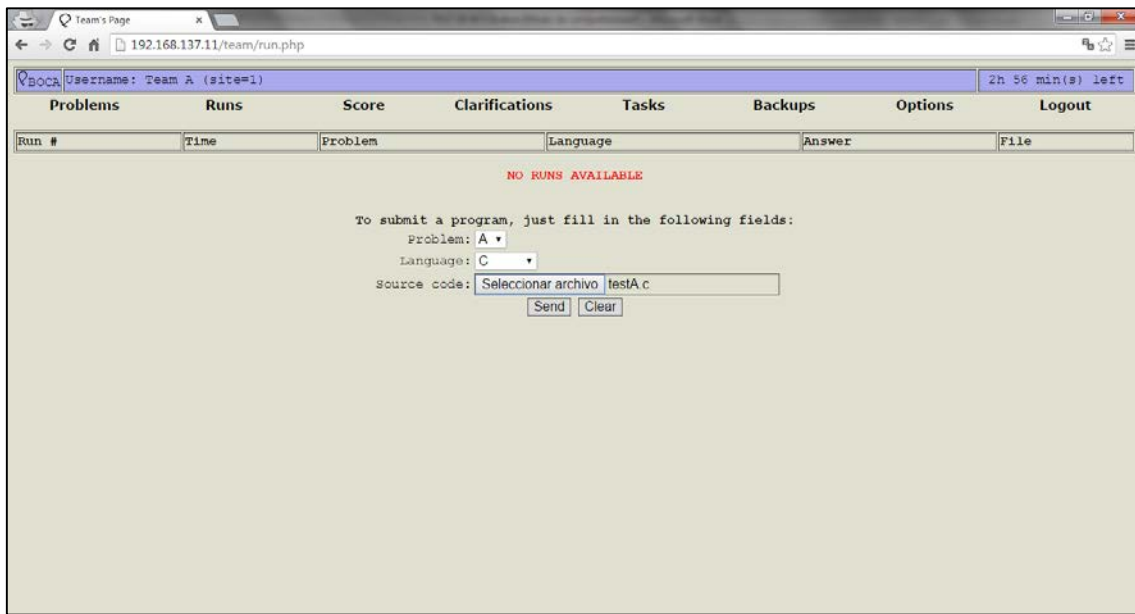 Team's Page
192.168.137.11/team/run.php
BOCA Username: Team A (site=1) 2h 56 min(s) left
Problems Runs Score Clarifications Tasks Backups Options Logout
Run # Time Problem Language Answer File
NO RUNS AVAILABLE
To submit a program, just fill in the following fields:
Problem: A
Language: C
Source code: Seleccionar archivo testA.c
Send Clear